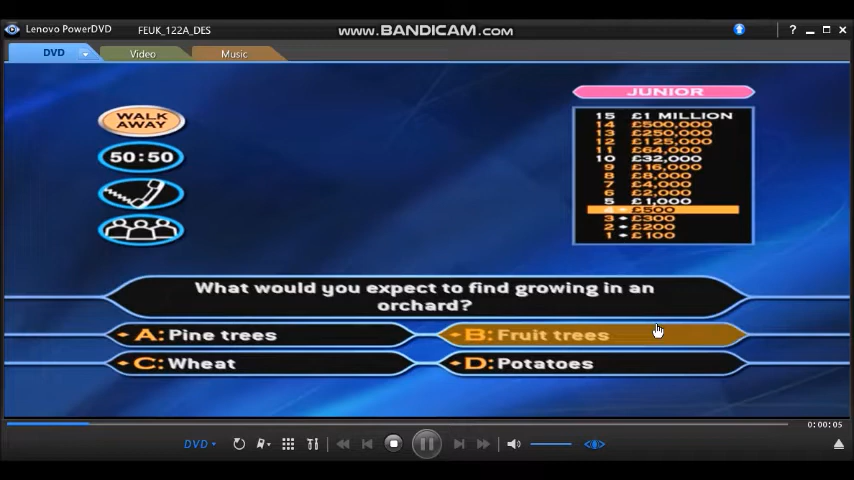 Lenovo PowerDVD
FEUK_122A_DES
www.BANDICAM.com
?
DVD
Video
Music
WALK
AWAY
50:50
JUNIOR
15 £1 MILLION
14 £500,000
13 £250,000
12 £125,000
11 £64,000
10 £32,000
9 £16,000
8 £8,000
7 £4,000
6 £2,000
5 £1,000
4 £500
3 £300
2 £200
1 £100
What would you expect to find growing in an
orchard?
A: Pine trees
B: Fruit trees
C: Wheat
D: Potatoes
0:00:05
DVD